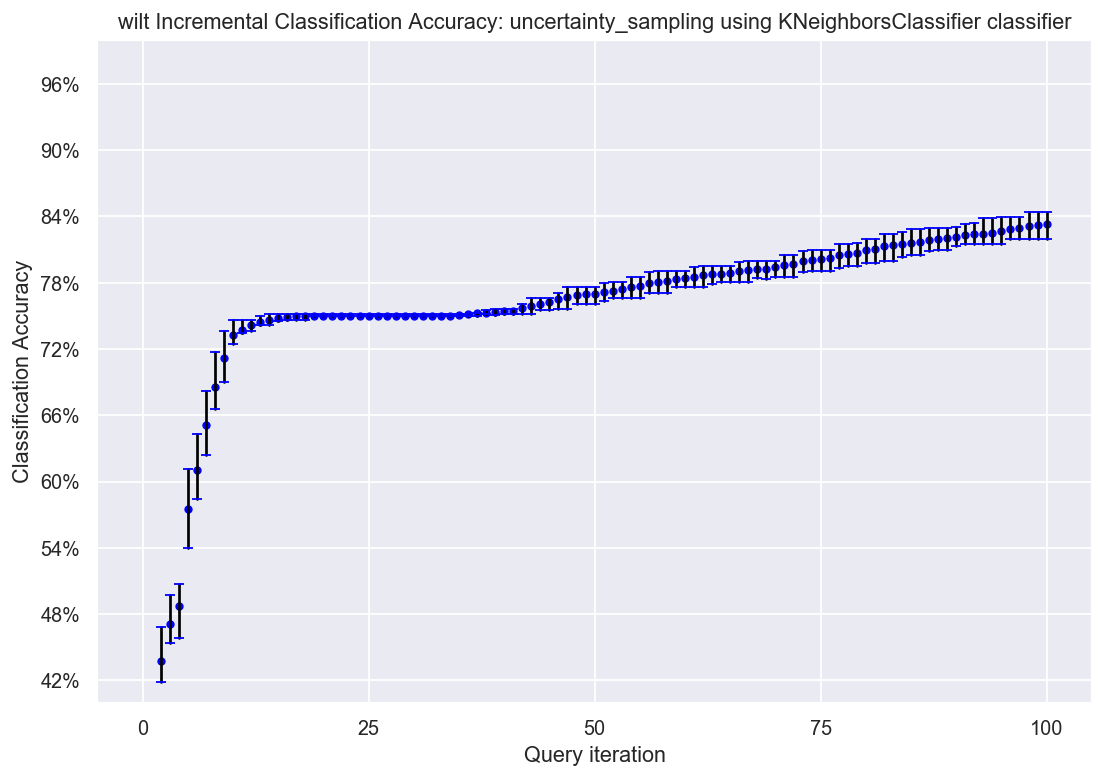 wilt Incremental Classification Accuracy: uncertainty_sampling using KNeighborsClassifier classifier
96%
90%
84%
78%
72%
66%
60%
54%
48%
42%
Classification Accuracy
0 25 50 75 100
Query iteration